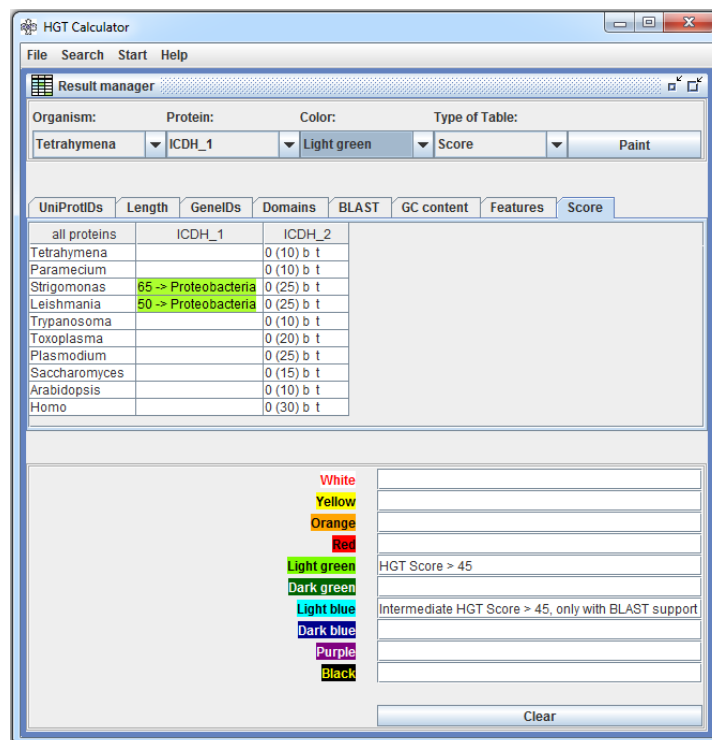 HGT Calculator
File Search Start Help
Result manager
Organism: Protein: Color: Type of Table:
Tetrahymena ICDH_1 Light green Score Paint
UniProtIDs Length GeneIDs Domains BLAST GC content Features Score
all proteins ICDH_1 ICDH_2
Tetrahymena 0 (10) b t
Paramecium 0 (10) b t
Strigomonas 65 -> Proteobacteria 0 (25) b t
Leishmania 50 -> Proteobacteria 0 (25) b t
Trypanosoma 0 (10) b t
Toxoplasma 0 (20) b t
Plasmodium 0 (25) b t
Saccharomyces 0 (15) b t
Arabidopsis 0 (10) b t
Homo 0 (30) b t
White
Yellow
Orange
Red
Light green HGT Score > 45
Dark green
Light blue Intermediate HGT Score > 45, only with BLAST support
Dark blue
Purple
Black
Clear